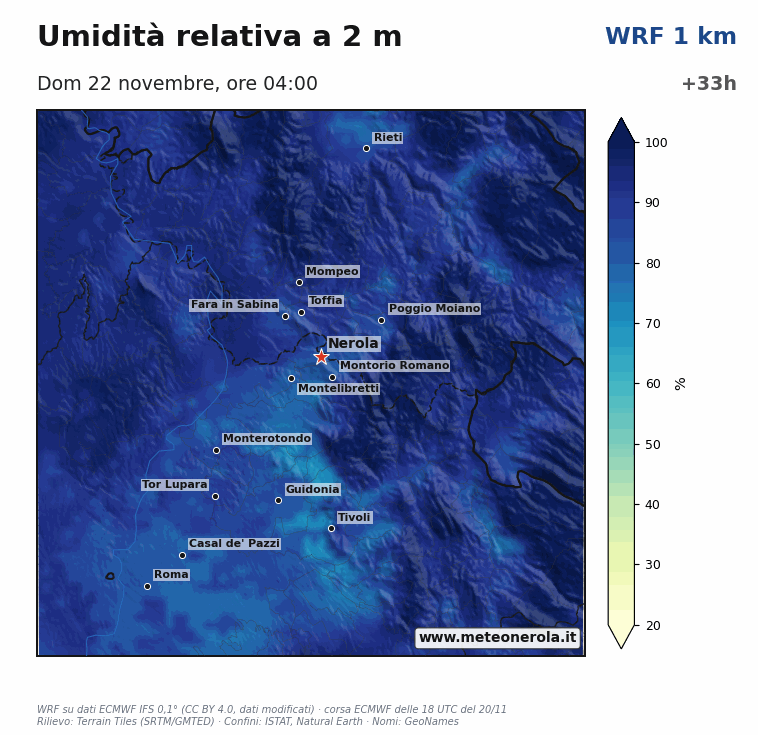 Umidità relativa a 2 m
WRF 1 km
Dom 22 novembre, ore 04:00
+33h
Rieti
Mompeo
Toffia
Fara in Sabina
Poggio Moiano
Nerola
Montorio Romano
Montelibretti
Monterotondo
Tor Lupara
Guidonia
Tivoli
Casal de' Pazzi
Roma
www.meteonerola.it
100
90
80
70
60
50
40
30
20
%
WRF su dati ECMWF IFS 0,1° (CC BY 4.0, dati modificati) · corsa ECMWF delle 18 UTC del 20/11
Rilievo: Terrain Tiles (SRTM/GMTED) · Confini: ISTAT, Natural Earth · Nomi: GeoNames